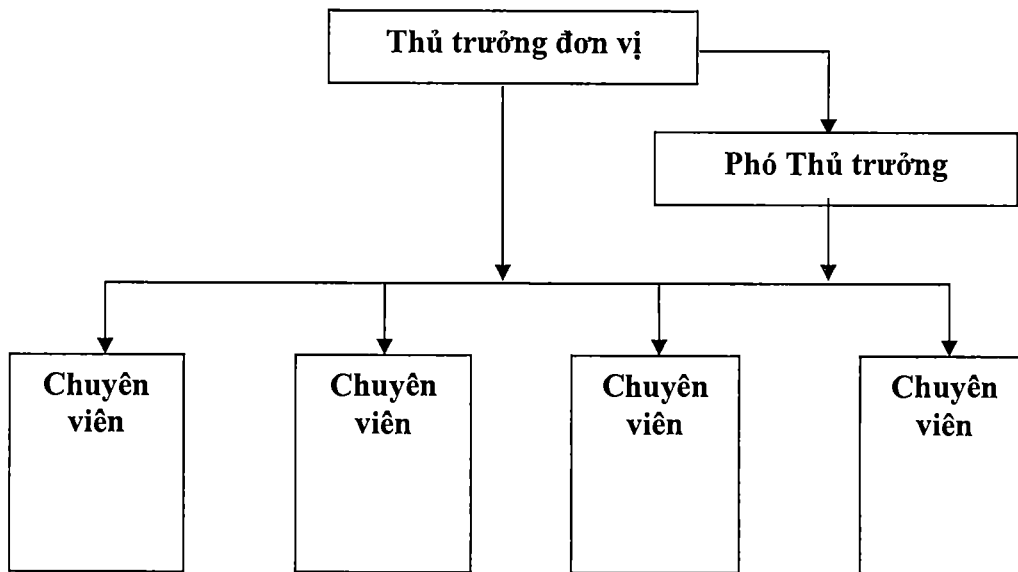 Thủ trưởng đơn vị
Phó Thủ trưởng
Chuyên
viên
Chuyên
viên
Chuyên
viên
Chuyên
viên